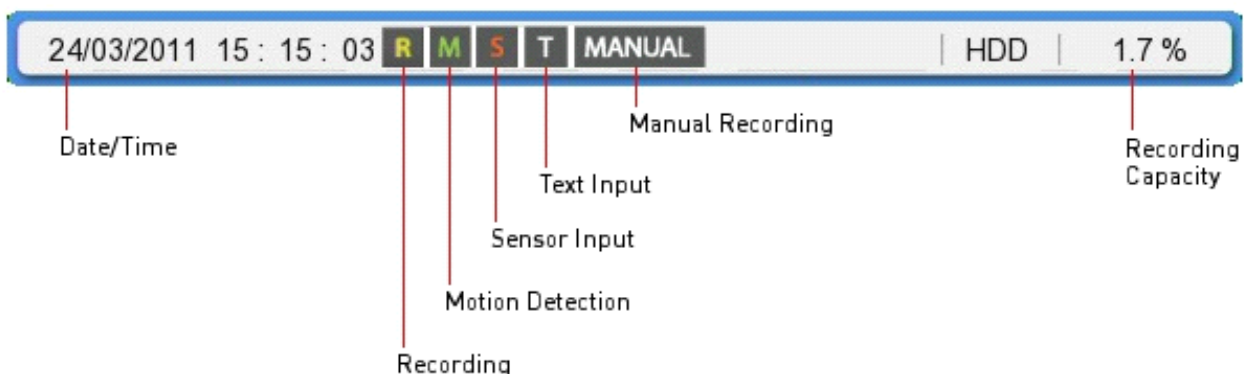 24/03/2011 15 : 15 : 03 R M S T MANUAL | HDD | 1.7 %
Manual Recording
Date/Time
Recording
Capacity
Text Input
Sensor Input
Motion Detection
Recording